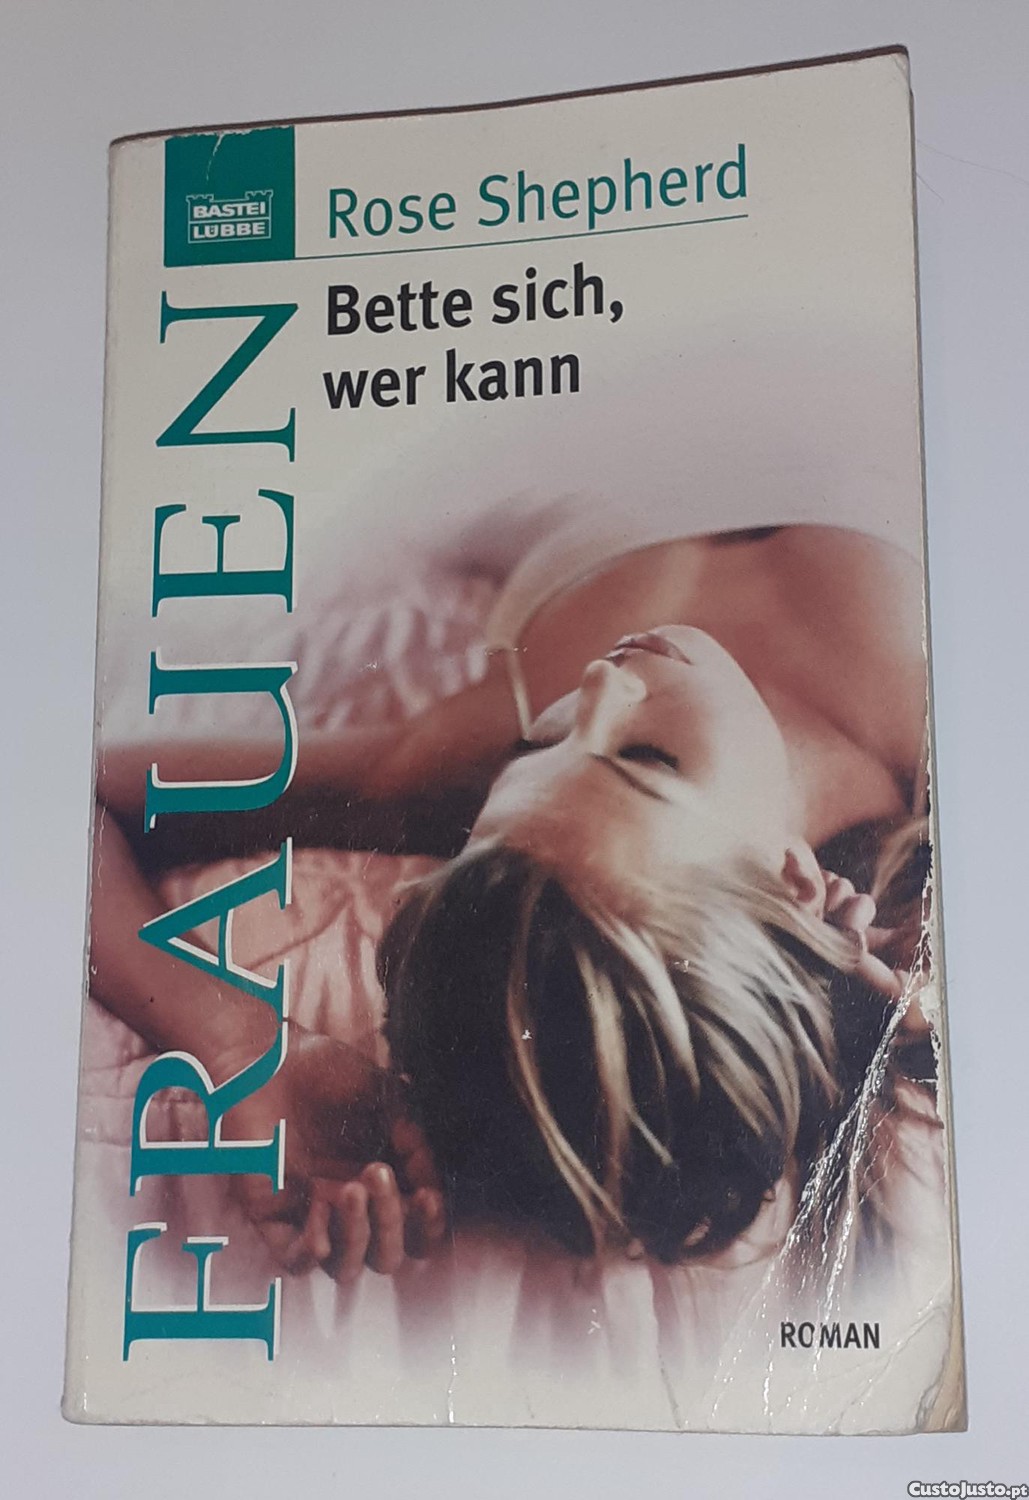 BASTEI
LÜBBE
Rose Shepherd
Bette sich,
wer kann
FRAUEN
ROMAN
CustoJusto.pt